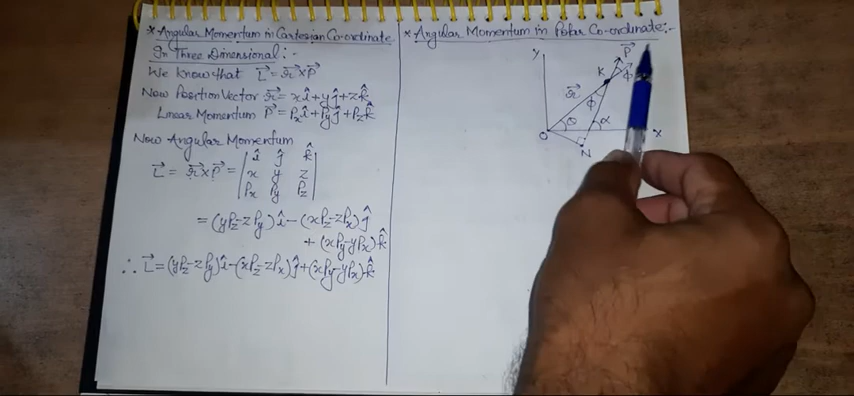 * Angular Momentum in Cartesian Co-ordinate
In Three Dimensional:-
We Know that L⃗ = r⃗ × P⃗
Now Position Vector r⃗ = xî + yĵ + zk̂
Linear Momentum P⃗ = Pxî + Pyĵ + Pzk̂
Now Angular Momentum
L⃗ = r⃗ × P⃗ = | î ĵ k̂ |
| x y z |
| Px Py Pz |
= (yPz - zPy)î - (xPz - zPx)ĵ
+ (xPy - yPx)k̂
∴ L⃗ = (yPz - zPy)î - (xPz - zPx)ĵ + (xPy - yPx)k̂
* Angular Momentum in Polar Co-ordinate:-
y
P⃗
K
ϕ
r⃗
ϕ
O
θ
α
x
N